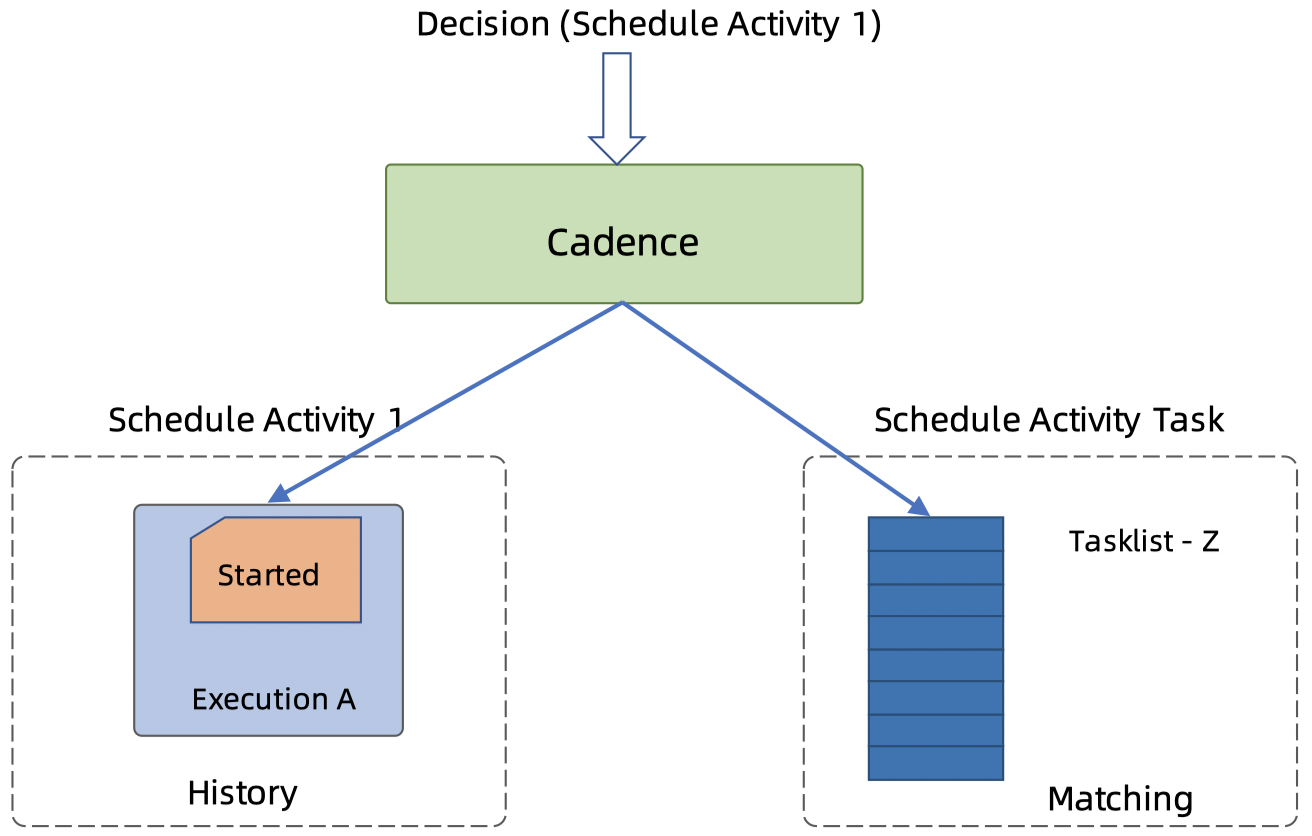 Decision (Schedule Activity 1)
Cadence
Schedule Activity 1
Schedule Activity Task
Started
Execution A
History
Tasklist - Z
Matching